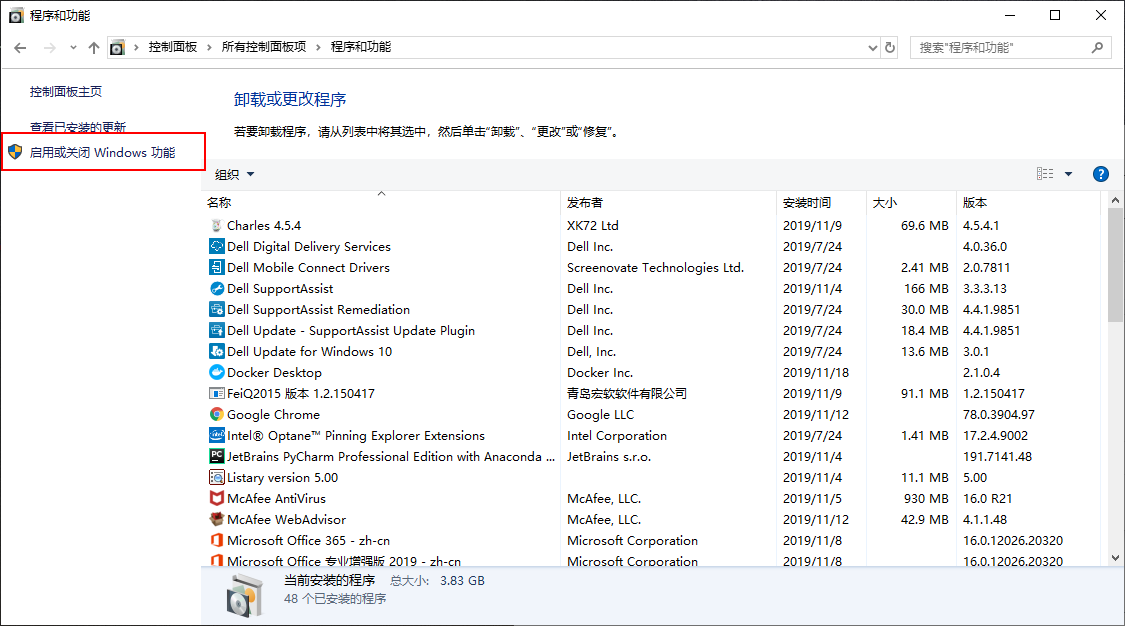 程序和功能
控制面板 › 所有控制面板项 › 程序和功能
搜索"程序和功能"
控制面板主页
查看已安装的更新
启用或关闭 Windows 功能
卸载或更改程序
若要卸载程序，请从列表中将其选中，然后单击“卸载”、“更改”或“修复”。
组织
名称 发布者 安装时间 大小 版本
Charles 4.5.4 XK72 Ltd 2019/11/9 69.6 MB 4.5.4.1
Dell Digital Delivery Services Dell Inc. 2019/7/24 4.0.36.0
Dell Mobile Connect Drivers Screenovate Technologies Ltd. 2019/7/24 2.41 MB 2.0.7811
Dell SupportAssist Dell Inc. 2019/11/4 166 MB 3.3.3.13
Dell SupportAssist Remediation Dell Inc. 2019/7/24 30.0 MB 4.4.1.9851
Dell Update - SupportAssist Update Plugin Dell Inc. 2019/7/24 18.4 MB 4.4.1.9851
Dell Update for Windows 10 Dell, Inc. 2019/7/24 13.6 MB 3.0.1
Docker Desktop Docker Inc. 2019/11/18 2.1.0.4
FeiQ2015 版本 1.2.150417 青岛宏软软件有限公司 2019/11/9 91.1 MB 1.2.150417
Google Chrome Google LLC 2019/11/12 78.0.3904.97
Intel® Optane™ Pinning Explorer Extensions Intel Corporation 2019/7/24 1.41 MB 17.2.4.9002
JetBrains PyCharm Professional Edition with Anaconda ... JetBrains s.r.o. 2019/11/4 191.7141.48
Listary version 5.00 2019/11/4 11.1 MB 5.00
McAfee AntiVirus McAfee, LLC. 2019/11/5 930 MB 16.0 R21
McAfee WebAdvisor McAfee, LLC. 2019/11/12 42.9 MB 4.1.1.48
Microsoft Office 365 - zh-cn Microsoft Corporation 2019/11/8 16.0.12026.20320
Microsoft Office 专业增强版 2019 - zh-cn Microsoft Corporation 2019/11/8 16.0.12026.20320
当前安装的程序 总大小: 3.83 GB
48 个已安装的程序